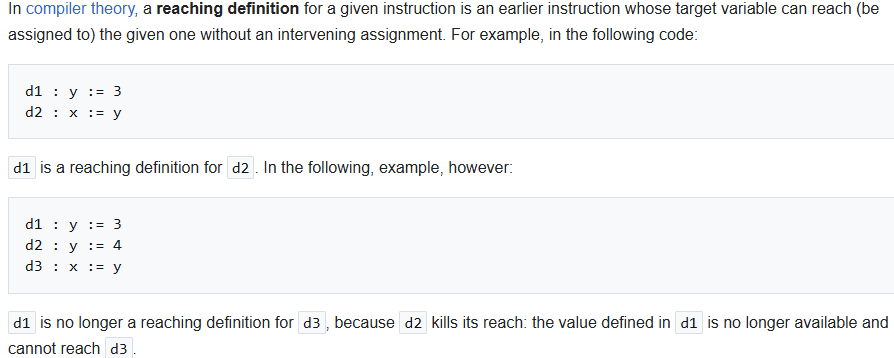 In compiler theory, a reaching definition for a given instruction is an earlier instruction whose target variable can reach (be
assigned to) the given one without an intervening assignment. For example, in the following code:
d1 : y := 3
d2 : x := y
d1 is a reaching definition for d2 . In the following, example, however:
d1 : y := 3
d2 : y := 4
d3 : x := y
d1 is no longer a reaching definition for d3 , because d2 kills its reach: the value defined in d1 is no longer available and
cannot reach d3 .